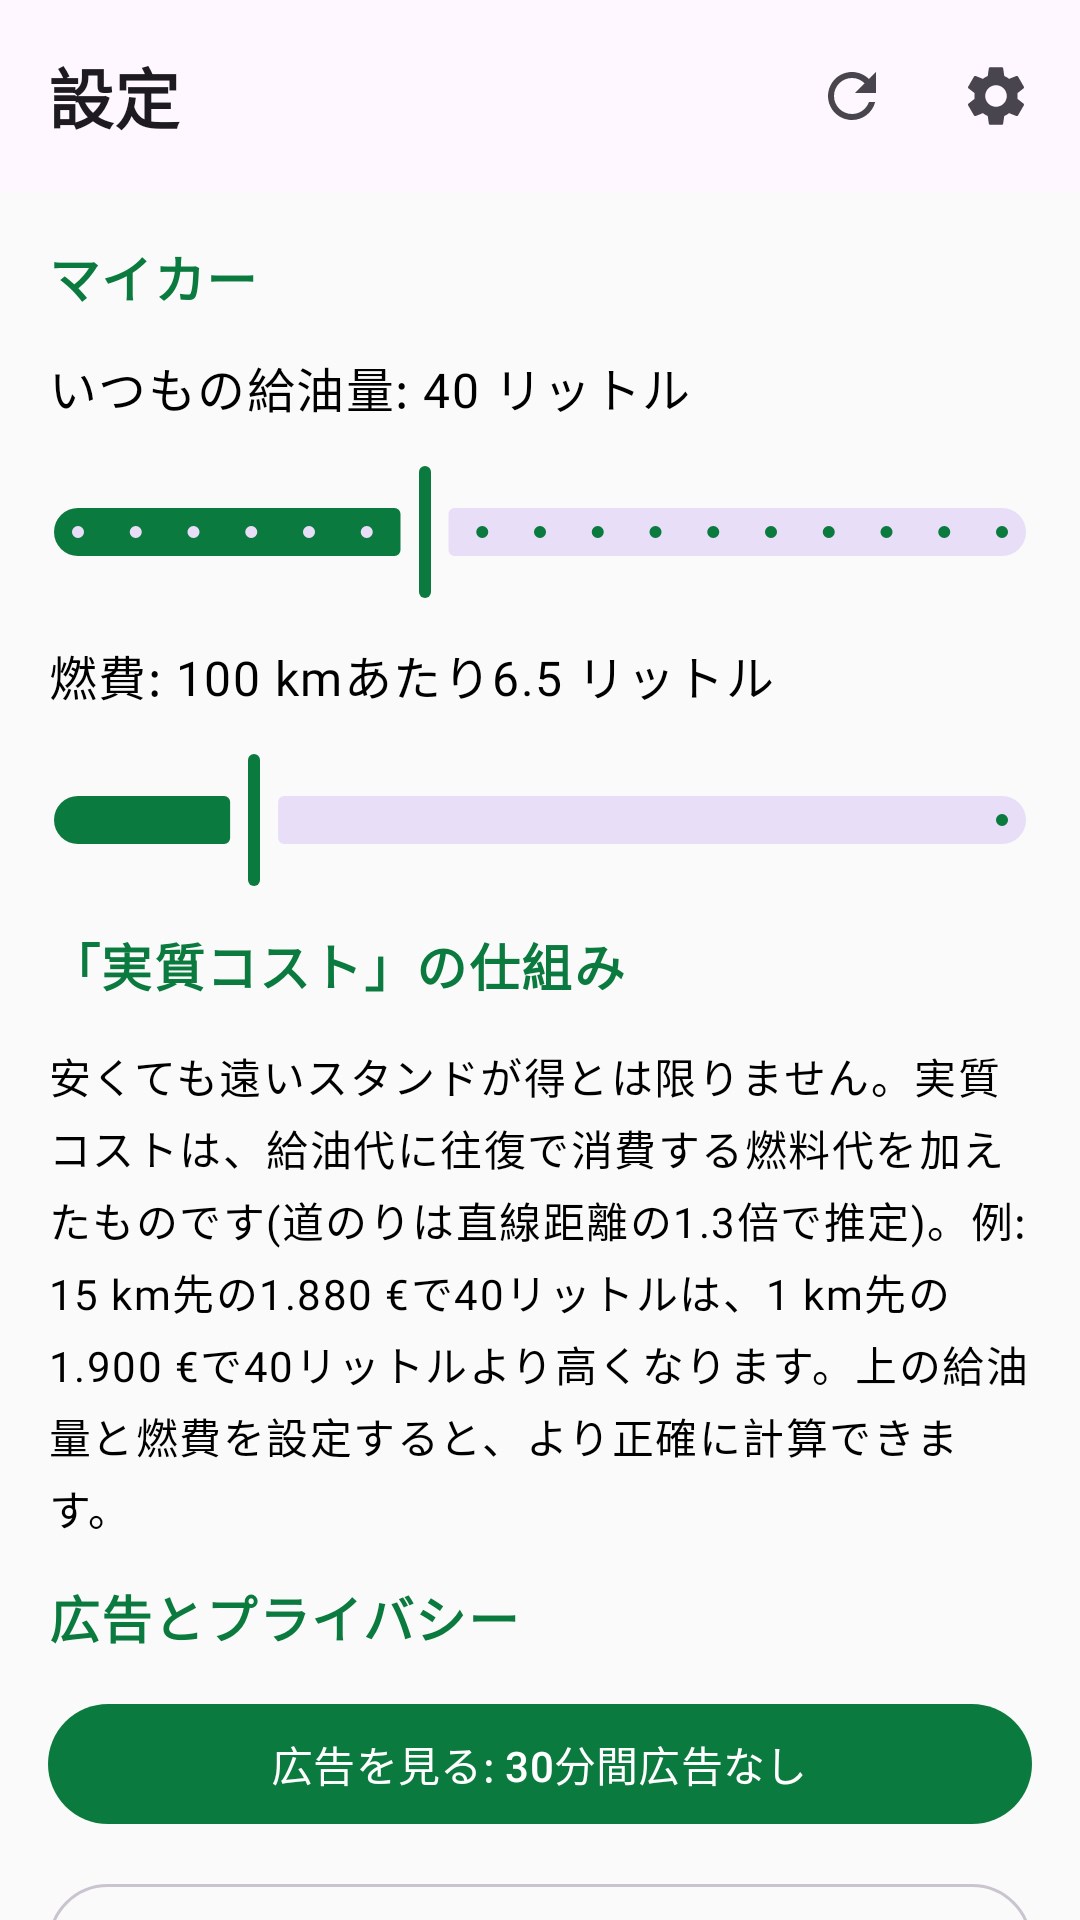 設定
マイカー
いつもの給油量: 40 リットル
燃費: 100 kmあたり6.5 リットル
「実質コスト」の仕組み
安くても遠いスタンドが得とは限りません。実質
コストは、給油代に往復で消費する燃料代を加え
たものです(道のりは直線距離の1.3倍で推定)。例:
15 km先の1.880 €で40リットルは、1 km先の
1.900 €で40リットルより高くなります。上の給油
量と燃費を設定すると、より正確に計算できま
す。
広告とプライバシー
広告を見る: 30分間広告なし